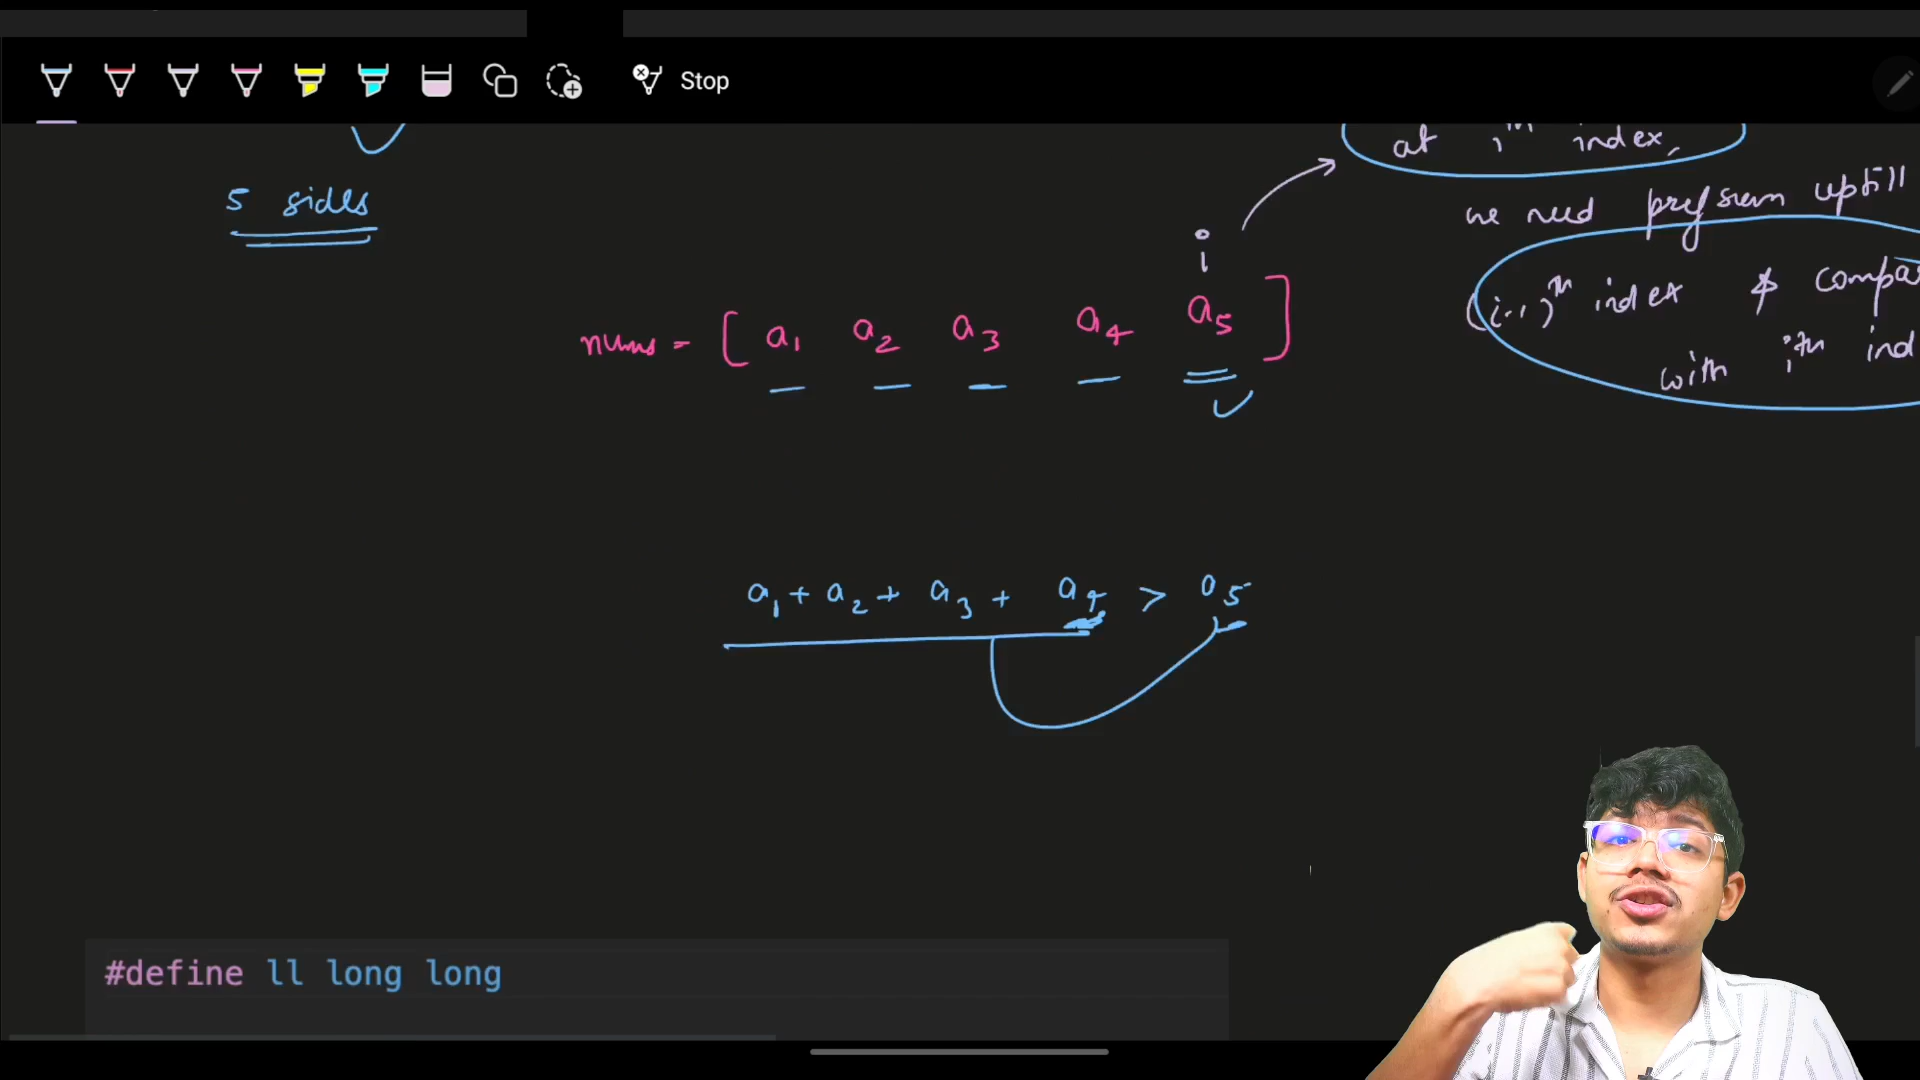 Stop
at ith index,
5 sides
we need prefsum uptill
i
(i-1)th index & compa
with ith ind
nums = [ a1 a2 a3 a4 a5 ]
a1 + a2 + a3 + a4 > a5
#define ll long long